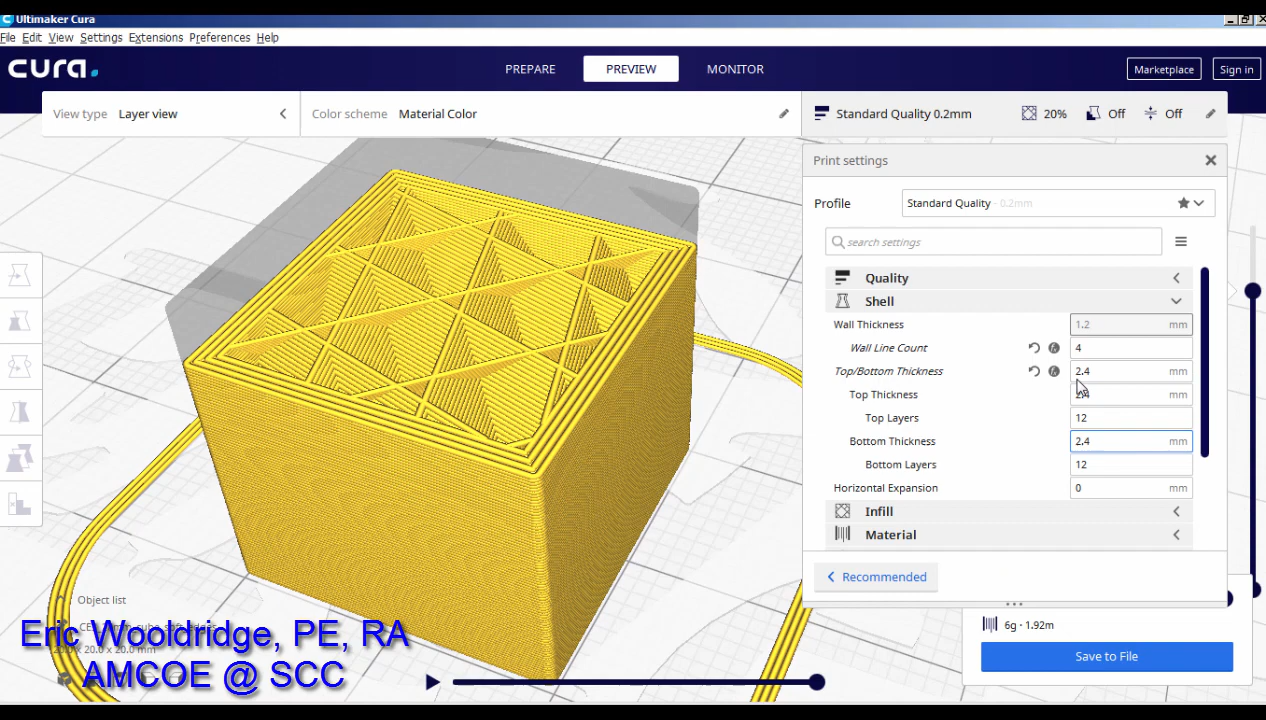 Ultimaker Cura
File Edit View Settings Extensions Preferences Help
cura.
PREPARE PREVIEW MONITOR
Marketplace Sign in
View type Layer view
Color scheme Material Color
Standard Quality 0.2mm 20% Off Off
Print settings
Profile Standard Quality - 0.2mm
search settings
Quality
Shell
Wall Thickness 1.2 mm
Wall Line Count 4
Top/Bottom Thickness 2.4 mm
Top Thickness mm
Top Layers 12
Bottom Thickness 2.4 mm
Bottom Layers 12
Horizontal Expansion 0 mm
Infill
Material
Recommended
Object list
20.0 x 20.0 mm
Eric Wooldridge, PE, RA
AMCOE @ SCC
6g · 1.92m
Save to File